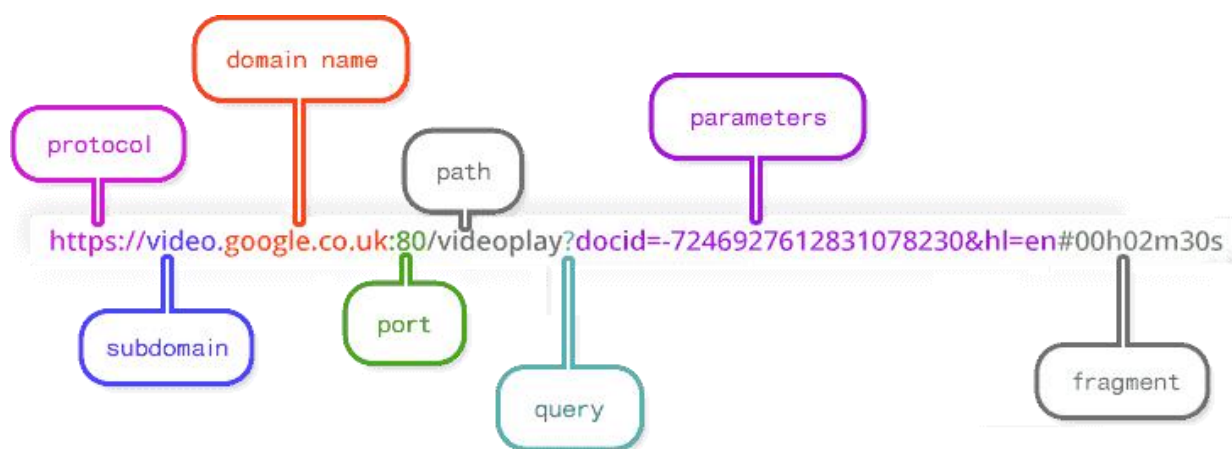 domain name
parameters
protocol
path
https://video.google.co.uk:80/videoplay?docid=-7246927612831078230&hl=en#00h02m30s
subdomain
port
query
fragment